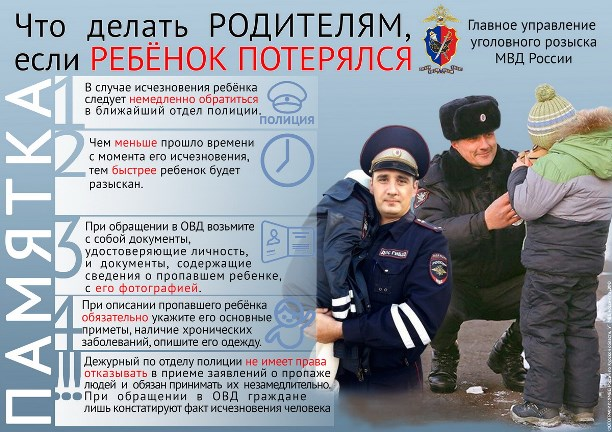 Что делать РОДИТЕЛЯМ,
если РЕБЁНОК ПОТЕРЯЛСЯ
Главное управление
уголовного розыска
МВД России
ПАМЯТКА
1
В случае исчезновения ребёнка
следует немедленно обратиться
в ближайший отдел полиции.
ПОЛИЦИЯ
2
Чем меньше прошло времени
с момента его исчезновения,
тем быстрее ребенок будет
разыскан.
3
При обращении в ОВД возьмите
с собой документы,
удостоверяющие личность,
и документы, содержащие
сведения о пропавшем ребенке,
с его фотографией.
4
При описании пропавшего ребёнка
обязательно укажите его основные
приметы, наличие хронических
заболеваний, опишите его одежду.
!!!
Дежурный по отделу полиции не имеет права
отказывать в приеме заявлений о пропаже
людей и обязан принимать их незамедлительно.
При обращении в ОВД граждане
лишь констатируют факт исчезновения человека
ДПС ГИБДД